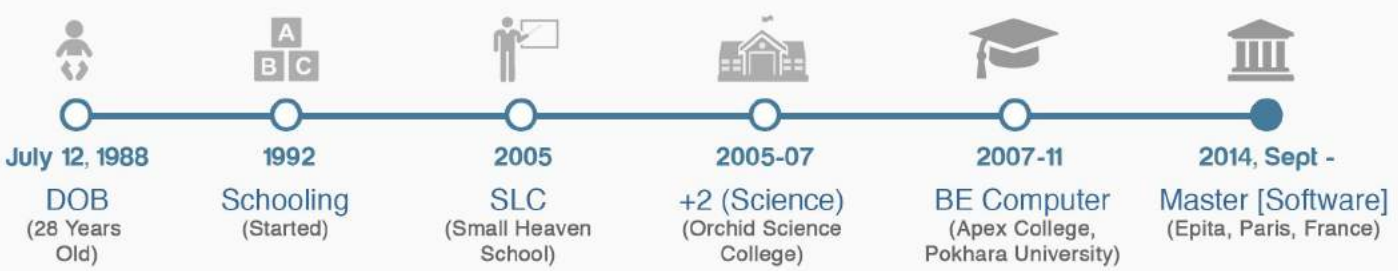 A
B C
July 12, 1988
DOB
(28 Years
Old)
1992
Schooling
(Started)
2005
SLC
(Small Heaven
School)
2005-07
+2 (Science)
(Orchid Science
College)
2007-11
BE Computer
(Apex College,
Pokhara University)
2014, Sept -
Master [Software]
(Epita, Paris, France)